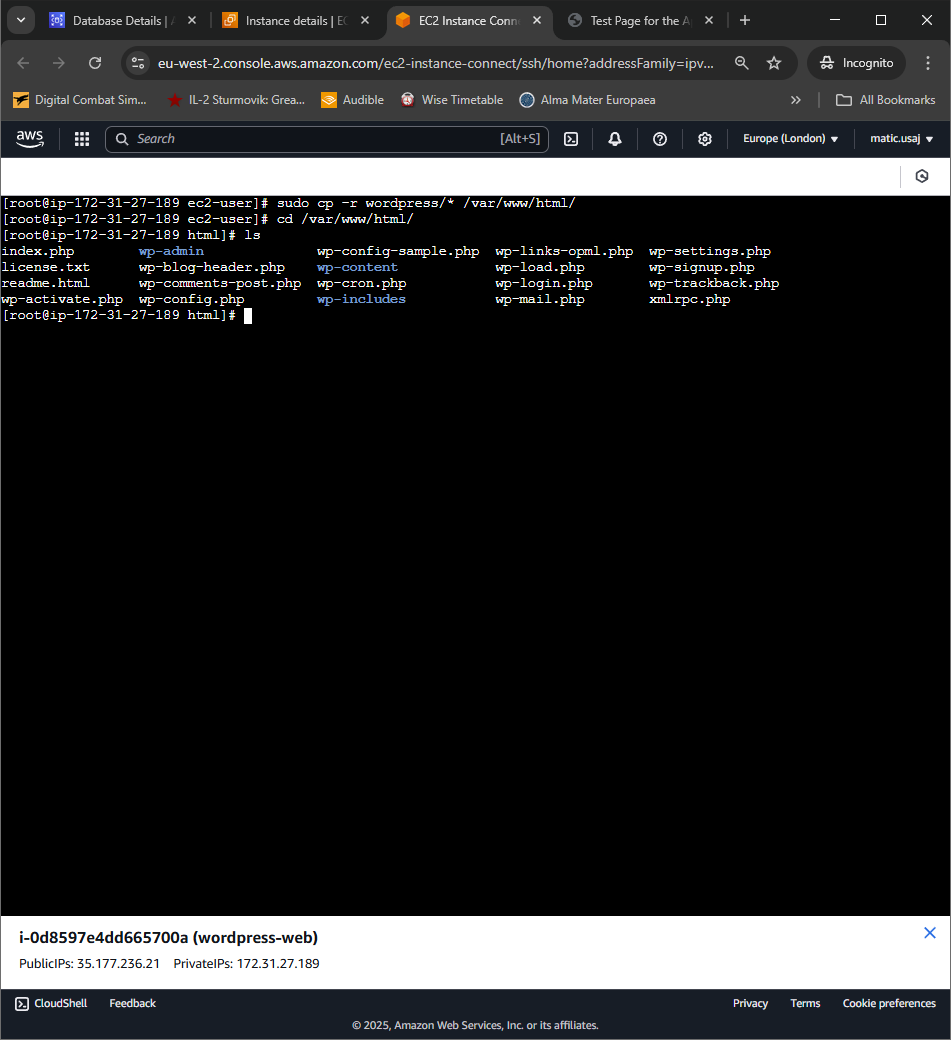 Database Details | A
Instance details | EC
EC2 Instance Conn
Test Page for the Ap
eu-west-2.console.aws.amazon.com/ec2-instance-connect/ssh/home?addressFamily=ipv...
Incognito
Digital Combat Sim...
IL-2 Sturmovik: Grea...
Audible
Wise Timetable
Alma Mater Europaea
All Bookmarks
aws
Search
[Alt+S]
Europe (London)
matic.usaj
[root@ip-172-31-27-189 ec2-user]# sudo cp -r wordpress/* /var/www/html/
[root@ip-172-31-27-189 ec2-user]# cd /var/www/html/
[root@ip-172-31-27-189 html]# ls
index.php wp-admin wp-config-sample.php wp-links-opml.php wp-settings.php
license.txt wp-blog-header.php wp-content wp-load.php wp-signup.php
readme.html wp-comments-post.php wp-cron.php wp-login.php wp-trackback.php
wp-activate.php wp-config.php wp-includes wp-mail.php xmlrpc.php
[root@ip-172-31-27-189 html]#
i-0d8597e4dd665700a (wordpress-web)
PublicIPs: 35.177.236.21 PrivateIPs: 172.31.27.189
CloudShell
Feedback
Privacy
Terms
Cookie preferences
© 2025, Amazon Web Services, Inc. or its affiliates.